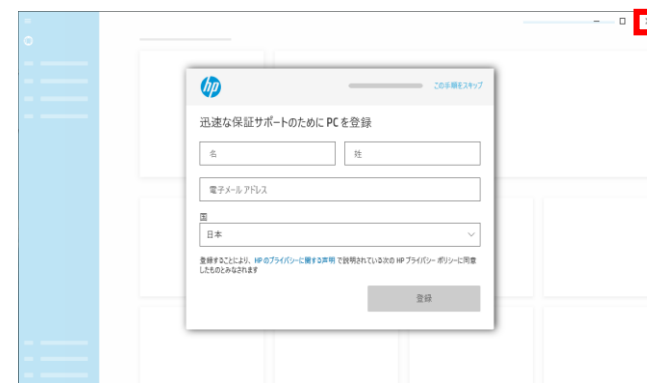 hp
この手順をスキップ
迅速な保証サポートのために PC を登録
名
姓
電子メール アドレス
国
日本
登録することにより、HP のプライバシーに関する声明 で説明されている次の HP プライバシー ポリシーに同意
したものとみなされます
登録